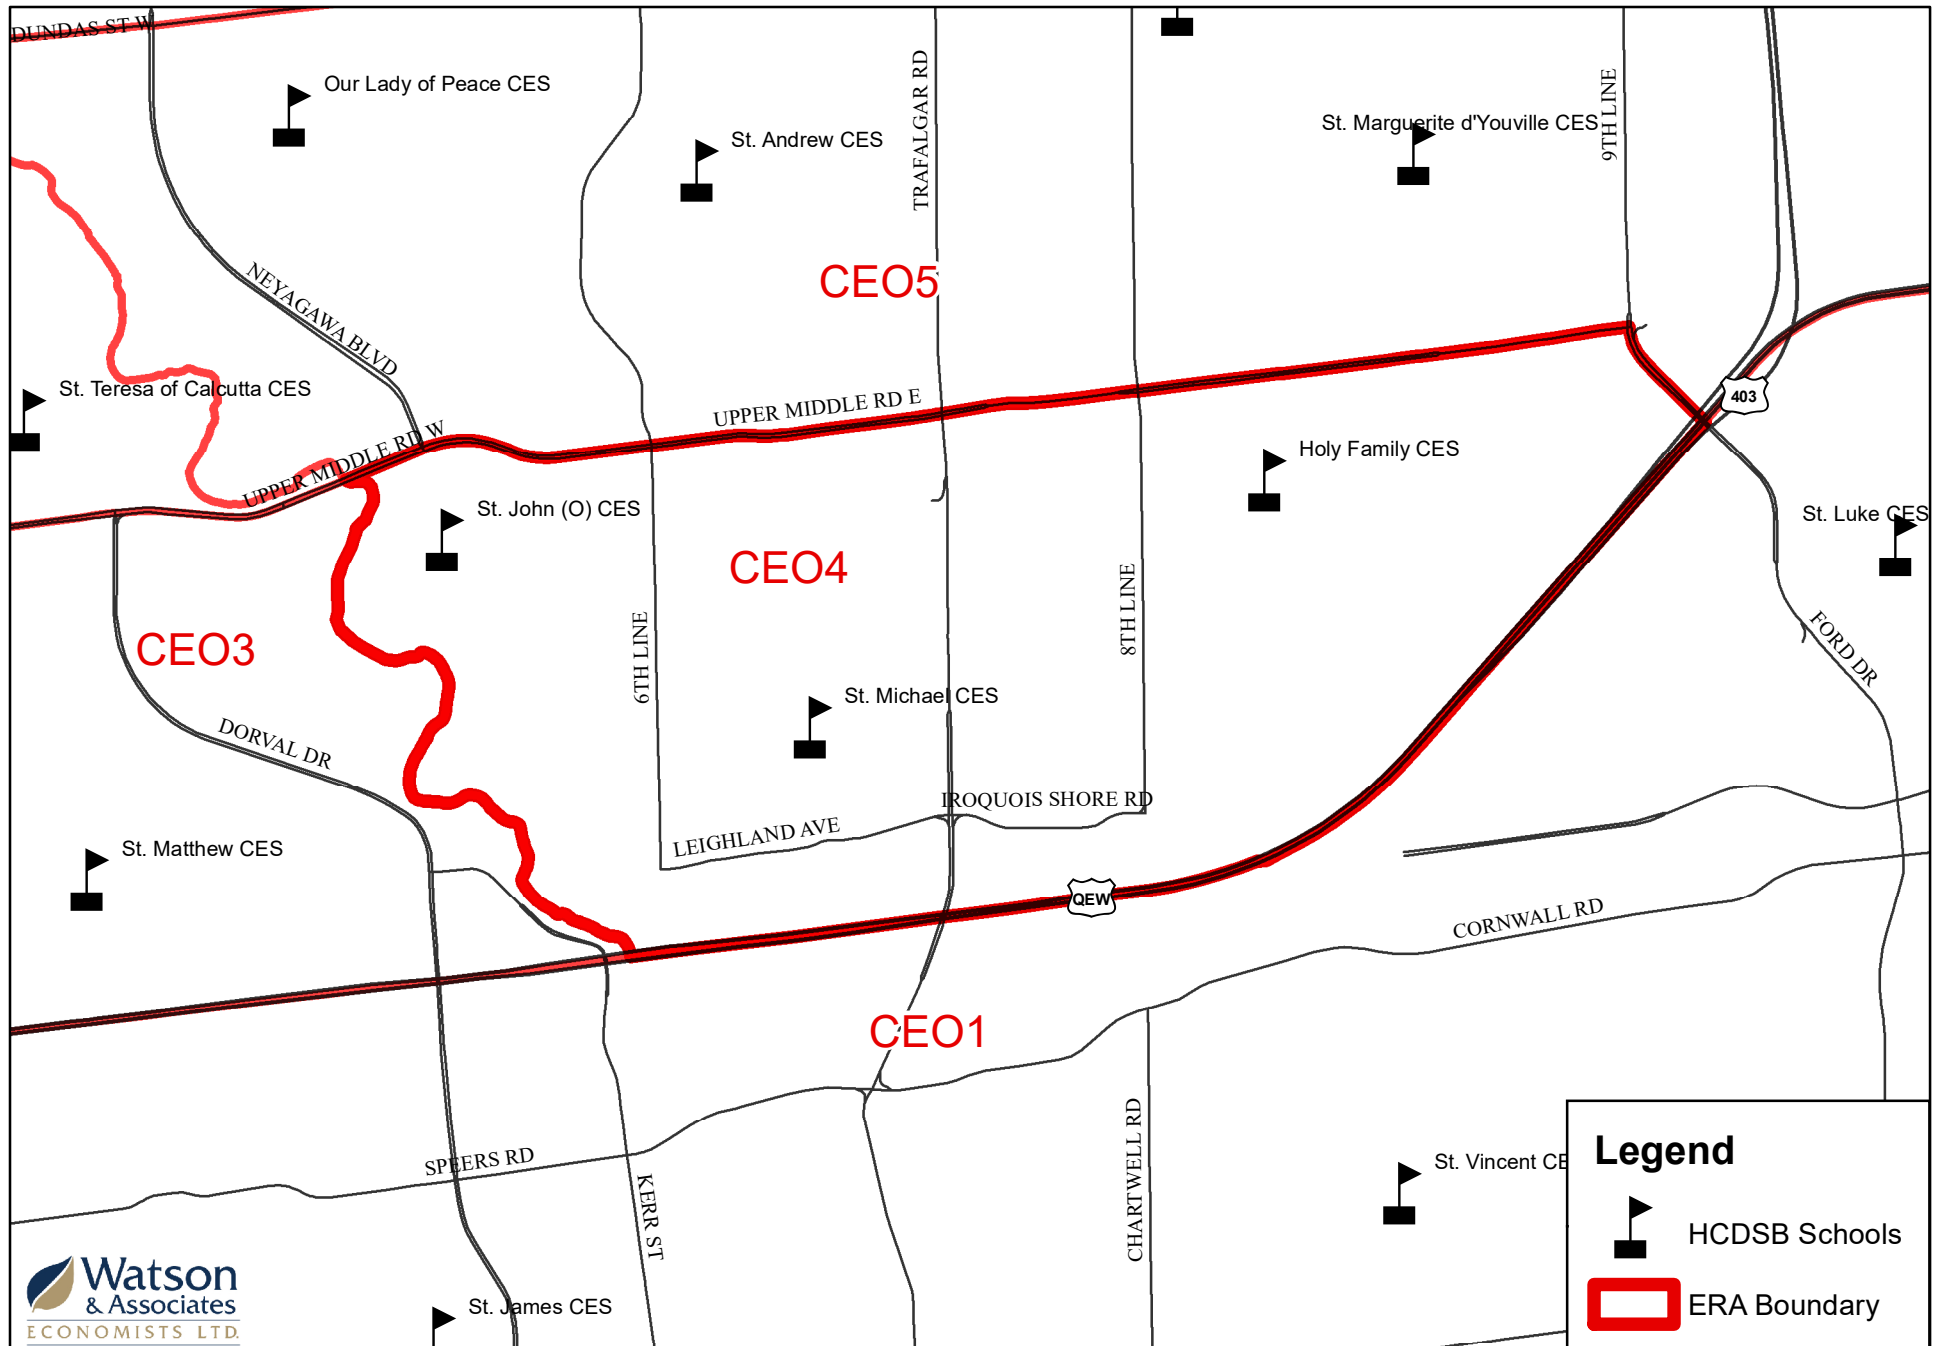 DUNDAS ST W
Our Lady of Peace CES
St. Andrew CES
TRAFALGAR RD
St. Marguerite d'Youville CES
9TH LINE
CEO5
NEYAGAWA BLVD
St. Teresa of Calcutta CES
UPPER MIDDLE RD W
UPPER MIDDLE RD E
403
Holy Family CES
St. John (O) CES
St. Luke CES
CEO4
8TH LINE
CEO3
6TH LINE
FORD DR
St. Michael CES
DORVAL DR
IROQUOIS SHORE RD
LEIGHLAND AVE
St. Matthew CES
QEW
CORNWALL RD
CEO1
SPEERS RD
KERR ST
CHARTWELL RD
St. Vincent CE
St. James CES
Legend
HCDSB Schools
ERA Boundary
Watson
& Associates
ECONOMISTS LTD.